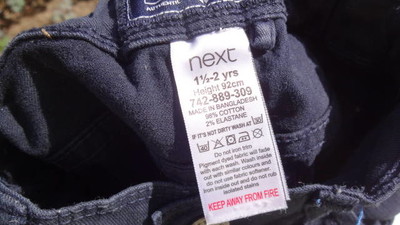 AUTHENTIC
next
1½-2 yrs
Height 92cm
742-889-309
MADE IN BANGLADESH
98% COTTON
2% ELASTANE
IF IT'S NOT DIRTY WASH AT 30
Do not iron trim
Pigment dyed fabric will fade
with each wash. Wash inside
out with similar colours
do not use fabric softener.
Iron inside out and do not rub
isolated stains
KEEP AWAY FROM FIRE